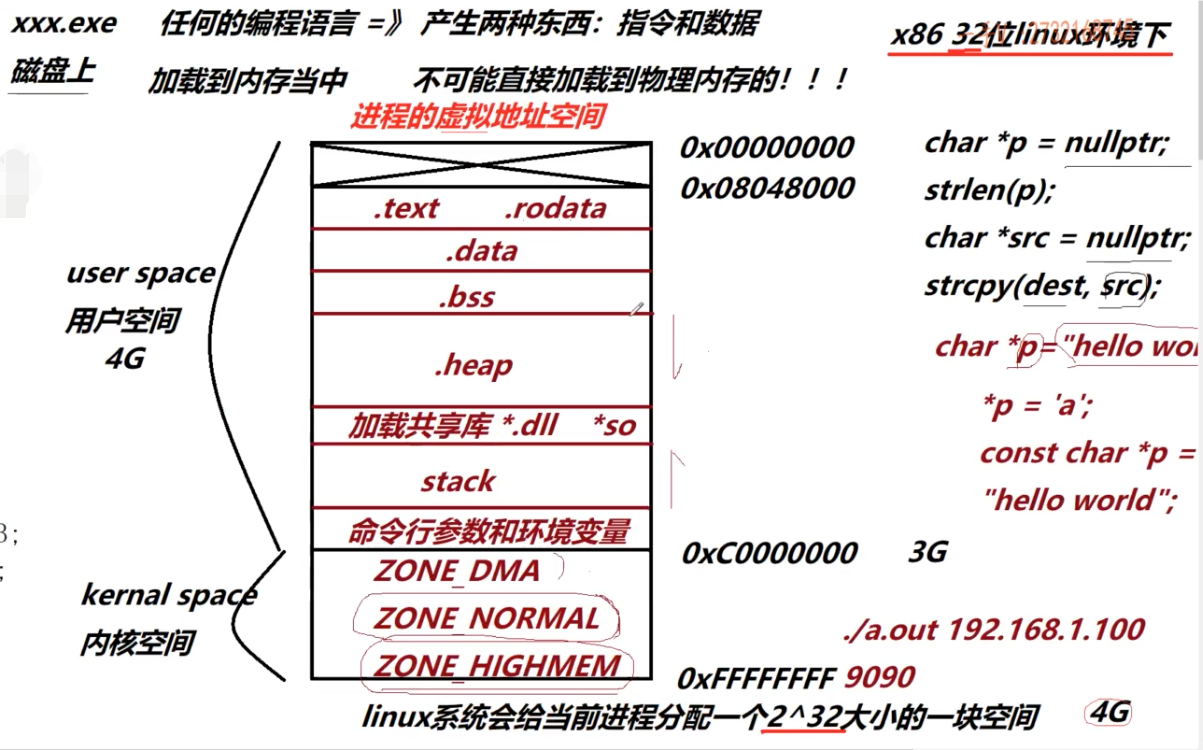 xxx.exe 任何的编程语言 =》 产生两种东西：指令和数据
x86 32位linux环境下
磁盘上 加载到内存当中 不可能直接加载到物理内存的！！！
进程的虚拟地址空间
0x00000000
0x08048000
.text .rodata
.data
.bss
.heap
加载共享库 *.dll *so
stack
命令行参数和环境变量
0xC0000000 3G
ZONE_DMA
ZONE_NORMAL
ZONE_HIGHMEM
0xFFFFFFFF
user space
用户空间
4G
kernal space
内核空间
char *p = nullptr;
strlen(p);
char *src = nullptr;
strcpy(dest, src);
char *p="hello wo
*p = 'a';
const char *p =
"hello world";
./a.out 192.168.1.100
9090
linux系统会给当前进程分配一个2^32大小的一块空间 4G
3;
;